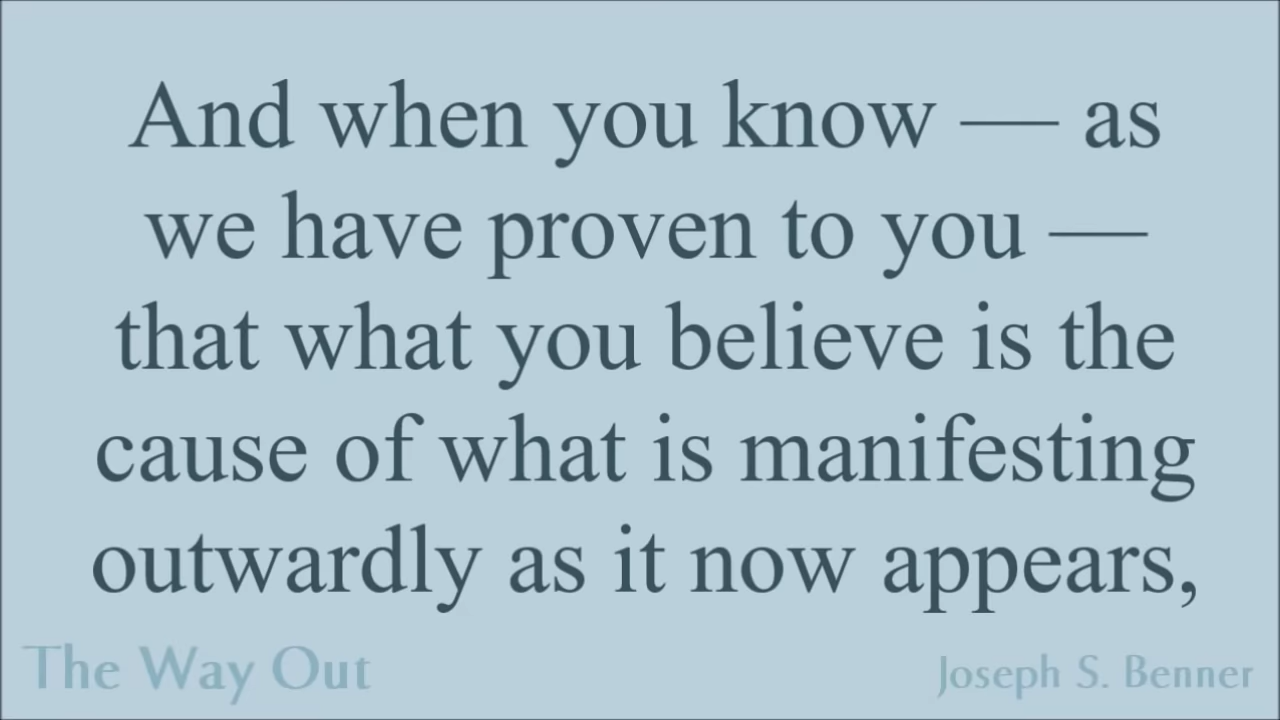 And when you know — as
we have proven to you —
that what you believe is the
cause of what is manifesting
outwardly as it now appears,
The Way Out
Joseph S. Benner